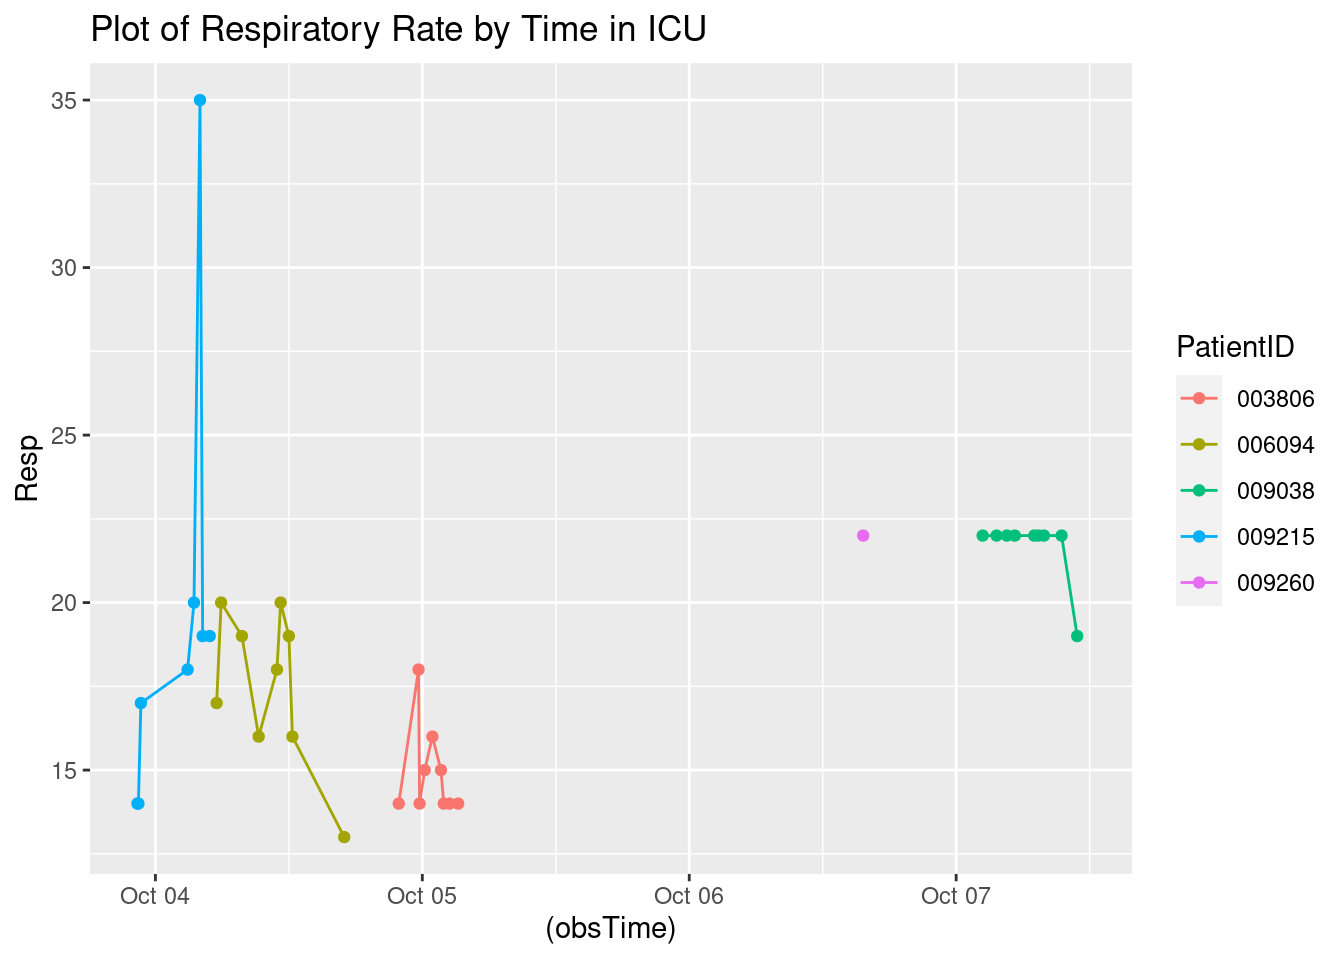 Plot of Respiratory Rate by Time in ICU
35
30
25
20
15
Resp
Oct 04
Oct 05
Oct 06
Oct 07
(obsTime)
PatientID
003806
006094
009038
009215
009260